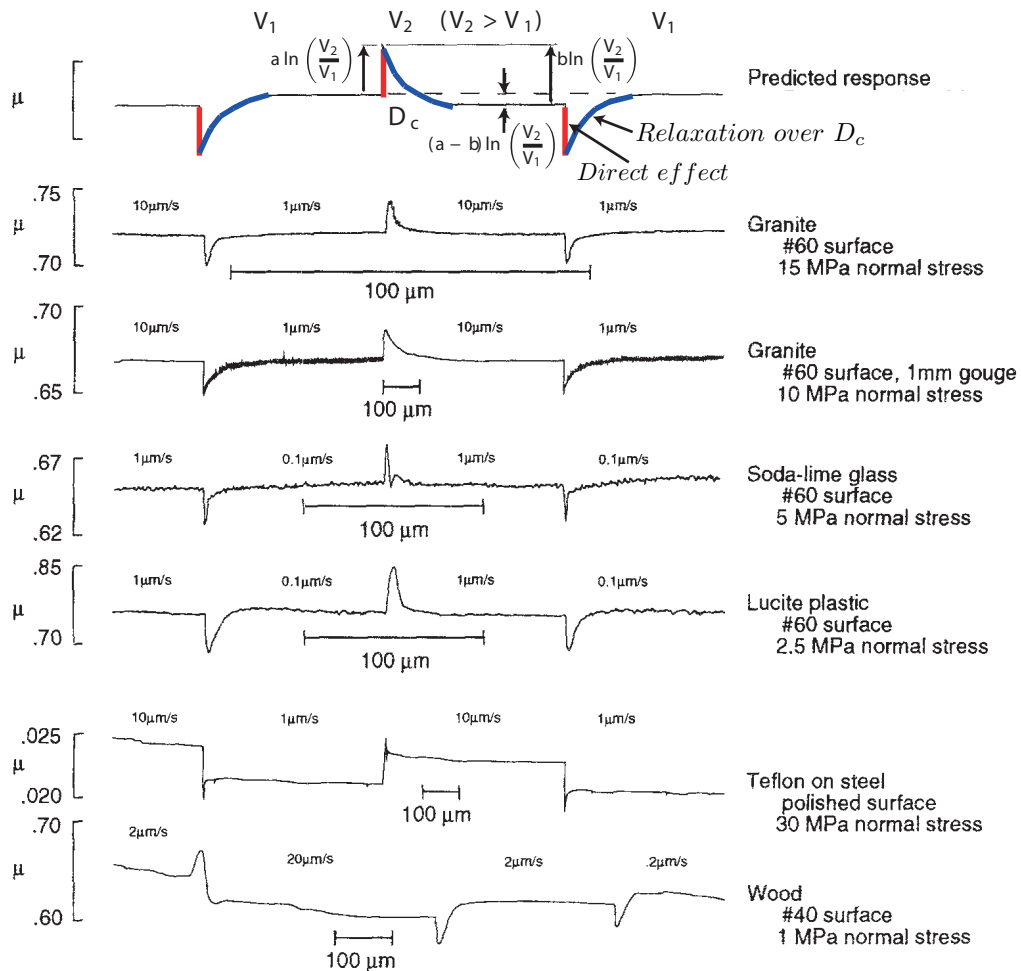 V1 V2 (V2 > V1) V1
a ln (V2/V1)
b ln (V2/V1)
Predicted response
μ
Dc
(a – b) ln (V2/V1)
Relaxation over Dc
Direct effect
.75
10μm/s 1μm/s 10μm/s 1μm/s
μ
.70
100 μm
Granite
#60 surface
15 MPa normal stress
.70
10μm/s 1μm/s 10μm/s 1μm/s
μ
.65
100 μm
Granite
#60 surface, 1mm gouge
10 MPa normal stress
.67
1μm/s 0.1μm/s 1μm/s 0.1μm/s
μ
.62
100 μm
Soda-lime glass
#60 surface
5 MPa normal stress
.85
1μm/s 0.1μm/s 1μm/s 0.1μm/s
μ
.70
100 μm
Lucite plastic
#60 surface
2.5 MPa normal stress
10μm/s 1μm/s 10μm/s 1μm/s
.025
μ
.020
100 μm
Teflon on steel
polished surface
30 MPa normal stress
.70
2μm/s 20μm/s 2μm/s .2μm/s
μ
.60
100 μm
Wood
#40 surface
1 MPa normal stress